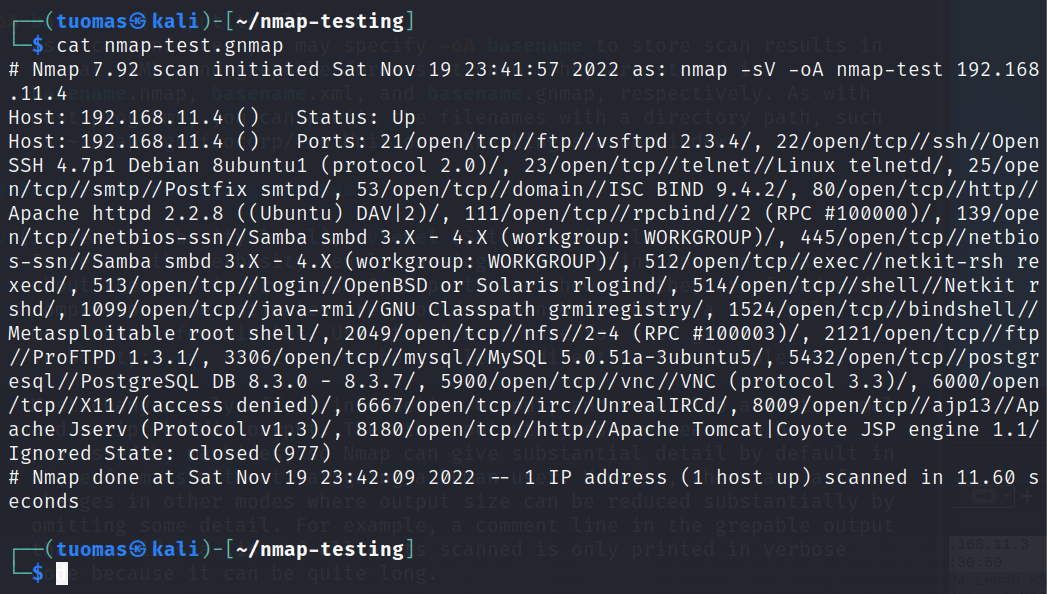 ┌──(tuomas㉿kali)-[~/nmap-testing]
└─$ cat nmap-test.gnmap
# Nmap 7.92 scan initiated Sat Nov 19 23:41:57 2022 as: nmap -sV -oA nmap-test 192.168
.11.4
Host: 192.168.11.4 ()   Status: Up
Host: 192.168.11.4 ()   Ports: 21/open/tcp//ftp//vsftpd 2.3.4/, 22/open/tcp//ssh//Open
SSH 4.7p1 Debian 8ubuntu1 (protocol 2.0)/, 23/open/tcp//telnet//Linux telnetd/, 25/ope
n/tcp//smtp//Postfix smtpd/, 53/open/tcp//domain//ISC BIND 9.4.2/, 80/open/tcp//http//
Apache httpd 2.2.8 ((Ubuntu) DAV|2)/, 111/open/tcp//rpcbind//2 (RPC #100000)/, 139/ope
n/tcp//netbios-ssn//Samba smbd 3.X - 4.X (workgroup: WORKGROUP)/, 445/open/tcp//netbio
s-ssn//Samba smbd 3.X - 4.X (workgroup: WORKGROUP)/, 512/open/tcp//exec//netkit-rsh re
xecd/, 513/open/tcp//login//OpenBSD or Solaris rlogind/, 514/open/tcp//shell//Netkit r
shd/, 1099/open/tcp//java-rmi//GNU Classpath grmiregistry/, 1524/open/tcp//bindshell//
Metasploitable root shell/, 2049/open/tcp//nfs//2-4 (RPC #100003)/, 2121/open/tcp//ftp
//ProFTPD 1.3.1/, 3306/open/tcp//mysql//MySQL 5.0.51a-3ubuntu5/, 5432/open/tcp//postgr
esql//PostgreSQL DB 8.3.0 - 8.3.7/, 5900/open/tcp//vnc//VNC (protocol 3.3)/, 6000/open
/tcp//X11//(access denied)/, 6667/open/tcp//irc//UnrealIRCd/, 8009/open/tcp//ajp13//Ap
ache Jserv (Protocol v1.3)/, 8180/open/tcp//http//Apache Tomcat|Coyote JSP engine 1.1/
Ignored State: closed (977)
# Nmap done at Sat Nov 19 23:42:09 2022 -- 1 IP address (1 host up) scanned in 11.60 s
econds
┌──(tuomas㉿kali)-[~/nmap-testing]
└─$